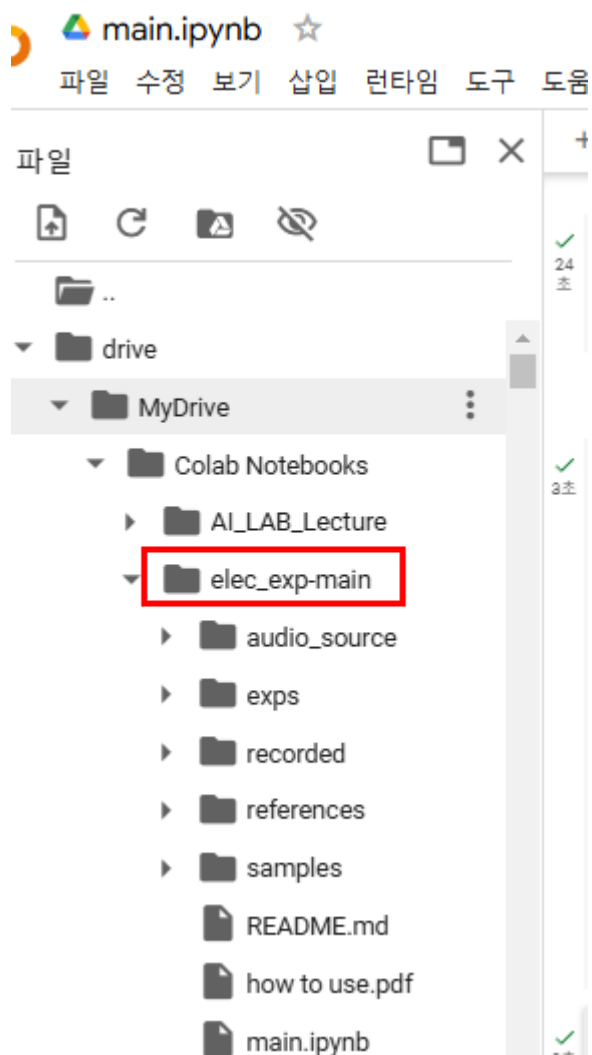 main.ipynb
파일 수정 보기 삽입 런타임 도구 도움
파일
+
24
초
..
drive
MyDrive
Colab Notebooks
3초
AI_LAB_Lecture
elec_exp-main
audio_source
exps
recorded
references
samples
README.md
how to use.pdf
main.ipynb